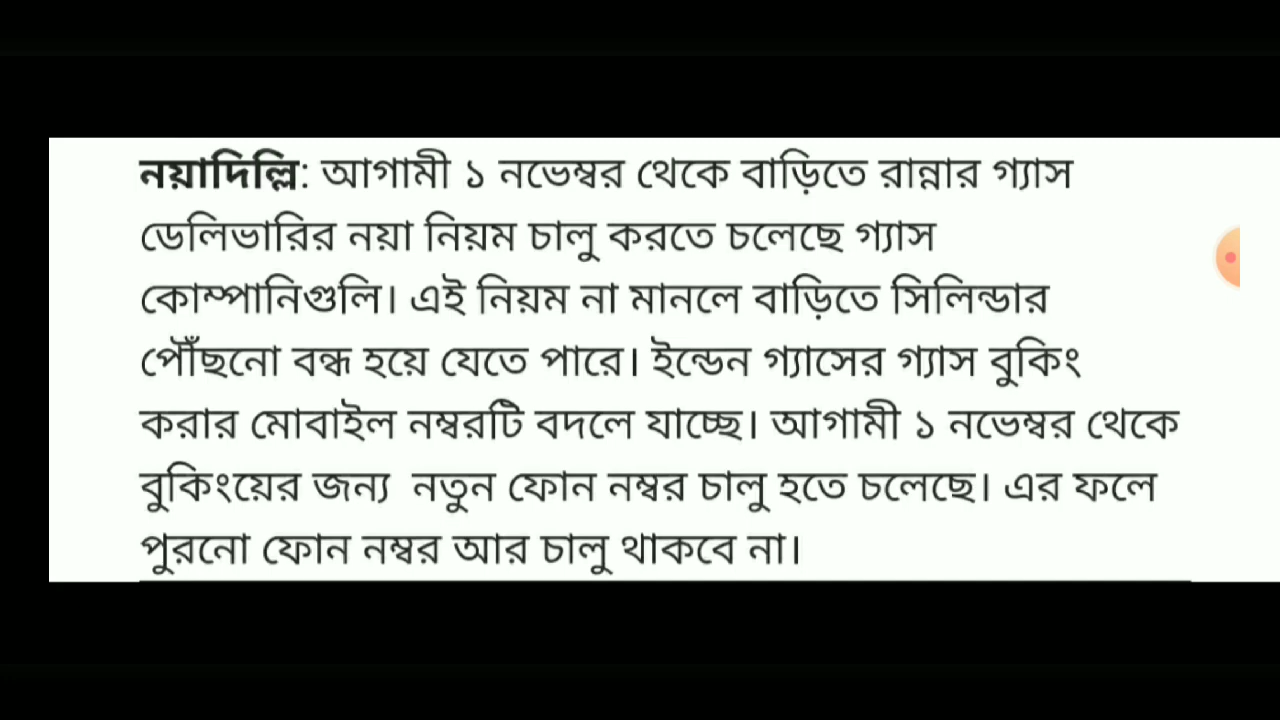 নয়াদিল্লি: আগামী ১ নভেম্বর থেকে বাড়িতে রান্নার গ্যাস
ডেলিভারির নয়া নিয়ম চালু করতে চলেছে গ্যাস
কোম্পানিগুলি। এই নিয়ম না মানলে বাড়িতে সিলিন্ডার
পৌঁছনো বন্ধ হয়ে যেতে পারে। ইন্ডেন গ্যাসের গ্যাস বুকিং
করার মোবাইল নম্বরটি বদলে যাচ্ছে। আগামী ১ নভেম্বর থেকে
বুকিংয়ের জন্য নতুন ফোন নম্বর চালু হতে চলেছে। এর ফলে
পুরনো ফোন নম্বর আর চালু থাকবে না।